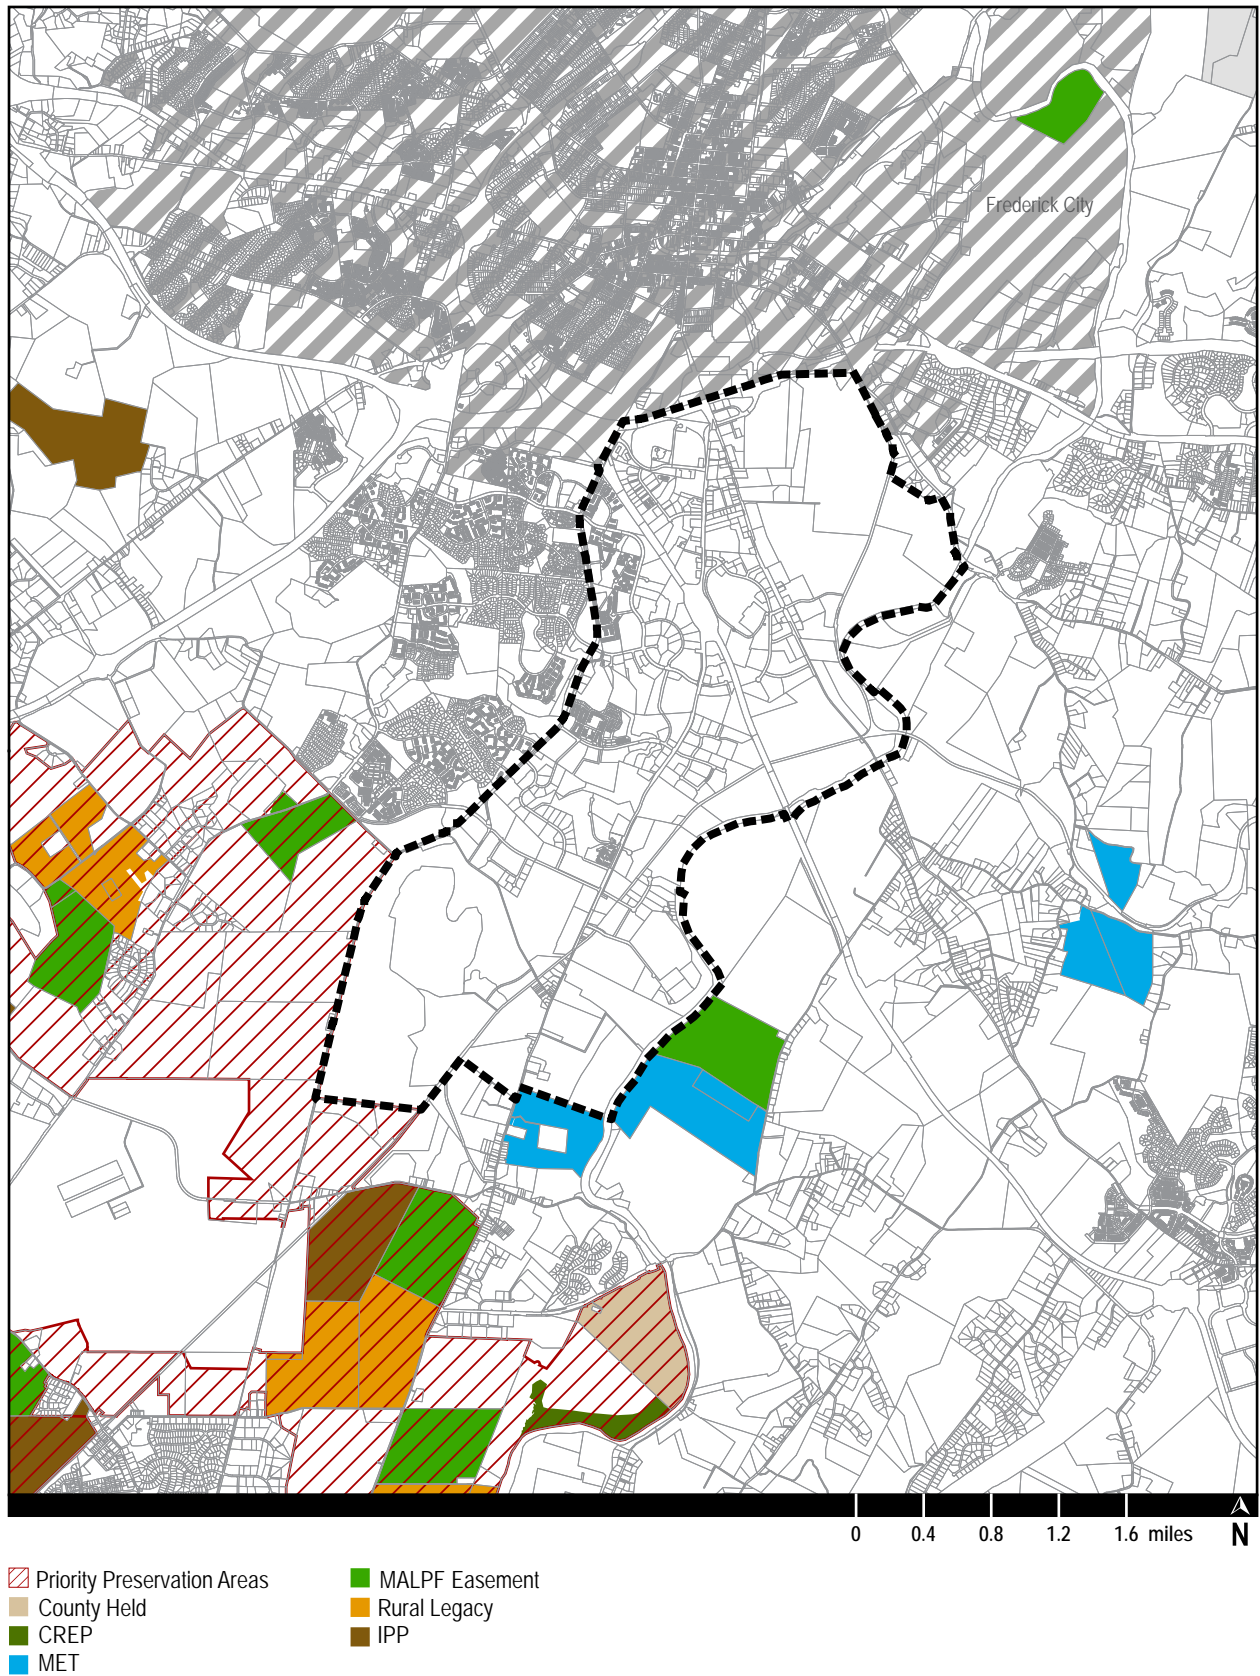 Frederick City
0 0.4 0.8 1.2 1.6 miles
N
Priority Preservation Areas
County Held
CREP
MET
MALPF Easement
Rural Legacy
IPP